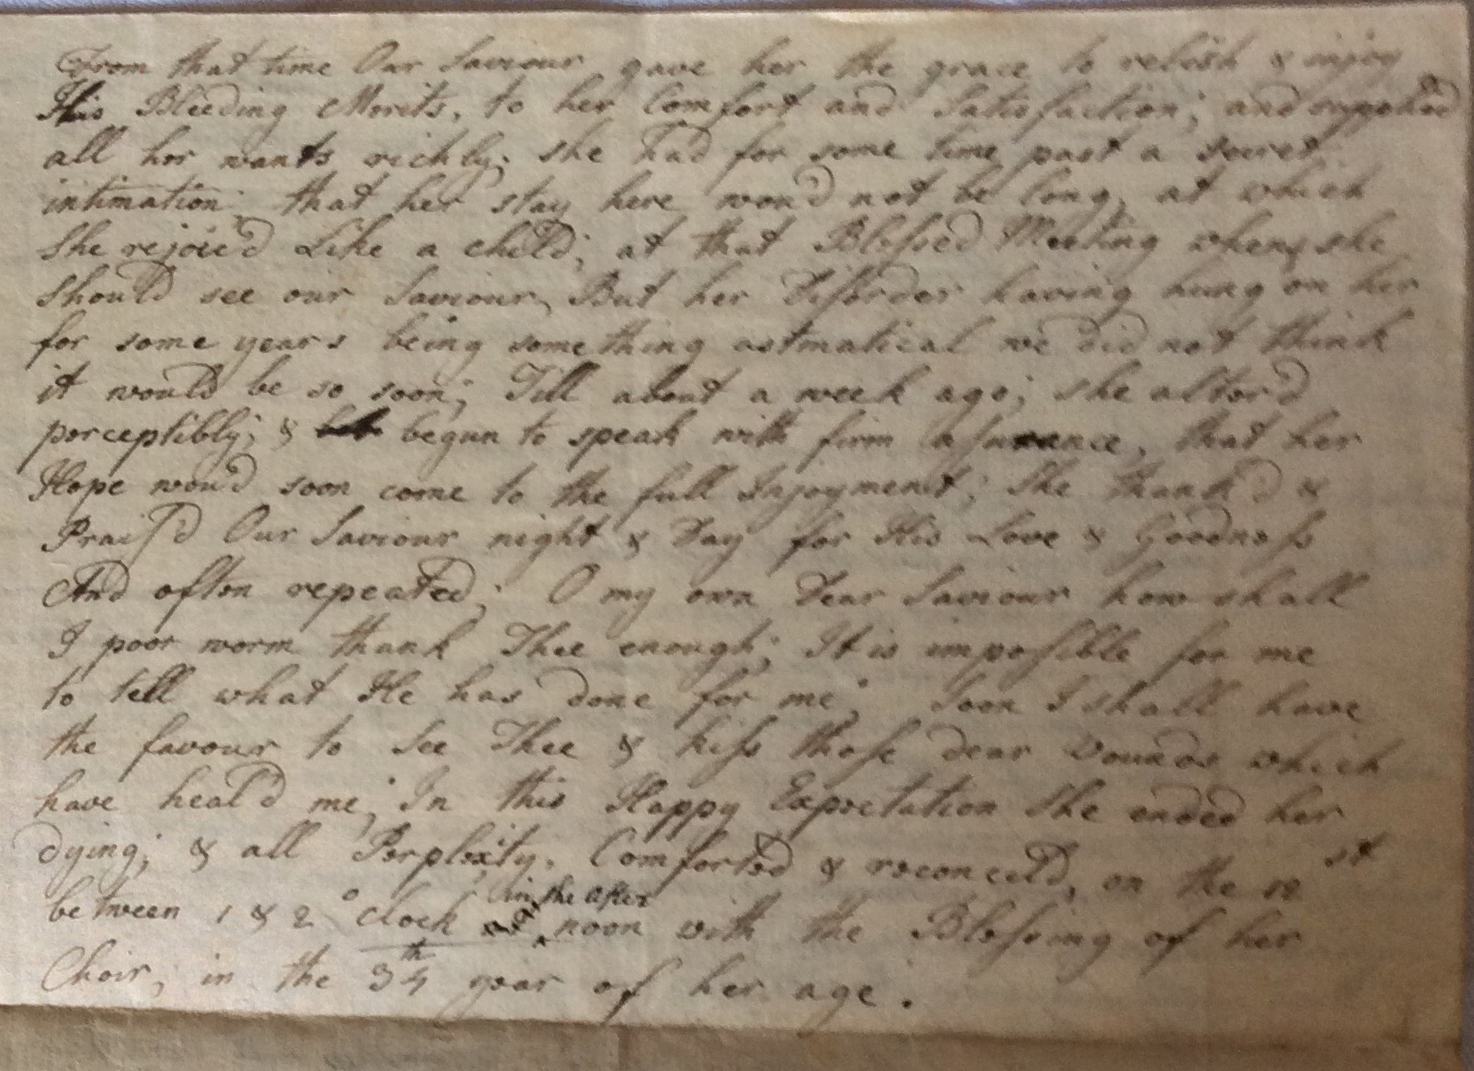 From that time Our Saviour gave her the grace to relish & injoy
His Bleeding Merits, to her Comfort and Satisfaction; and supplied
all her wants richly; she had for some time past a secret
intimation; that her stay here wou'd not be long, at which
She rejoic'd Like a child; at that Blessed Meeting when she
should see our Saviour, But her Disorder having hung on her
for some years being something astmatical we did not think
it would be so soon; Till about a week ago; she alter'd
perceptibly; & begun to speak with firm assurance, that her
Hope wou'd soon come to the full Injoyment; She thank'd &
Prais'd Our Saviour night & Day for His Love & Goodness
And often repeated; O my own Dear Saviour how shall
I poor worm thank Thee enough; It is impossible for me
to tell what He has done for me; Soon I shall have
the favour to See Thee & kiss those dear Wounds which
have heal'd me; In this Happy Expectation She ended her
dying; & all Perplexity. Comforted & reconceld, on the 12 st
between 1 & 2 o Clock in the after noon with the Blessing of her
Choir; in the 34th year of her age.